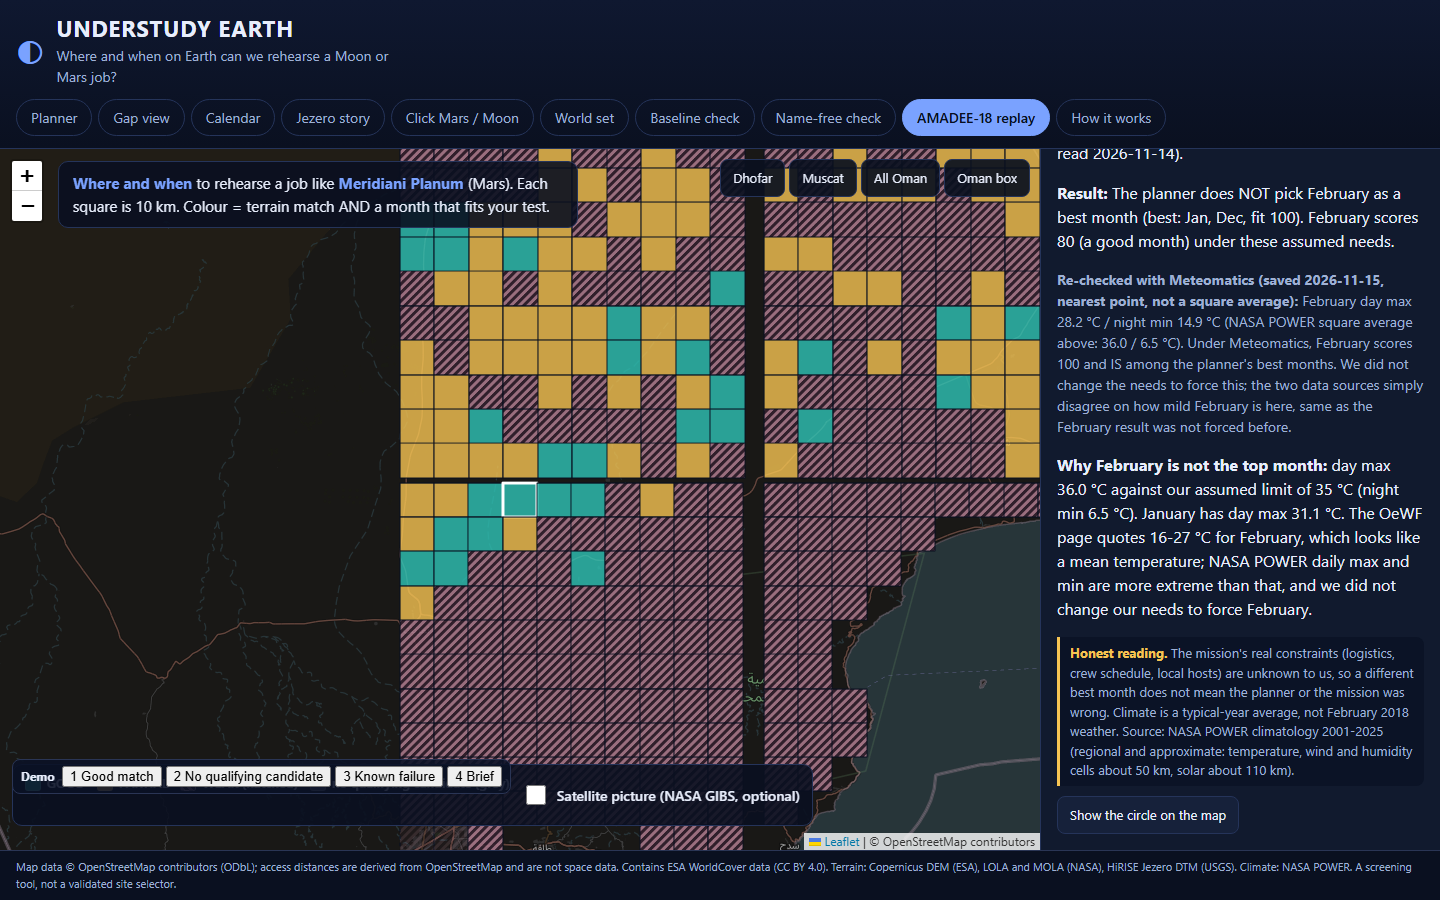 UNDERSTUDY EARTH
Where and when on Earth can we rehearse a Moon or
Mars job?
Planner
Gap view
Calendar
Jezero story
Click Mars / Moon
World set
Baseline check
Name-free check
AMADEE-18 replay
How it works
+
−
Where and when to rehearse a job like Meridiani Planum (Mars). Each
square is 10 km. Colour = terrain match AND a month that fits your test.
Dhofar
Muscat
All Oman
Oman box
read 2026-11-14).
Result: The planner does NOT pick February as a
best month (best: Jan, Dec, fit 100). February scores
80 (a good month) under these assumed needs.
Re-checked with Meteomatics (saved 2026-11-15,
nearest point, not a square average): February day max
28.2 °C / night min 14.9 °C (NASA POWER square average
above: 36.0 / 6.5 °C). Under Meteomatics, February scores
100 and IS among the planner's best months. We did not
change the needs to force this; the two data sources simply
disagree on how mild February is here, same as the
February result was not forced before.
Why February is not the top month: day max
36.0 °C against our assumed limit of 35 °C (night
min 6.5 °C). January has day max 31.1 °C. The OeWF
page quotes 16-27 °C for February, which looks like
a mean temperature; NASA POWER daily max and
min are more extreme than that, and we did not
change our needs to force February.
Honest reading. The mission's real constraints (logistics,
crew schedule, local hosts) are unknown to us, so a different
best month does not mean the planner or the mission was
wrong. Climate is a typical-year average, not February 2018
weather. Source: NASA POWER climatology 2001-2025
(regional and approximate: temperature, wind and humidity
cells about 50 km, solar about 110 km).
Show the circle on the map
Demo
1 Good match
2 No qualifying candidate
3 Known failure
4 Brief
Satellite picture (NASA GIBS, optional)
Leaflet | © OpenStreetMap contributors
Map data © OpenStreetMap contributors (ODbL); access distances are derived from OpenStreetMap and are not space data. Contains ESA WorldCover data (CC BY 4.0). Terrain: Copernicus DEM (ESA), LOLA and MOLA (NASA), HiRISE Jezero DTM (USGS). Climate: NASA POWER. A screening
tool, not a validated site selector.